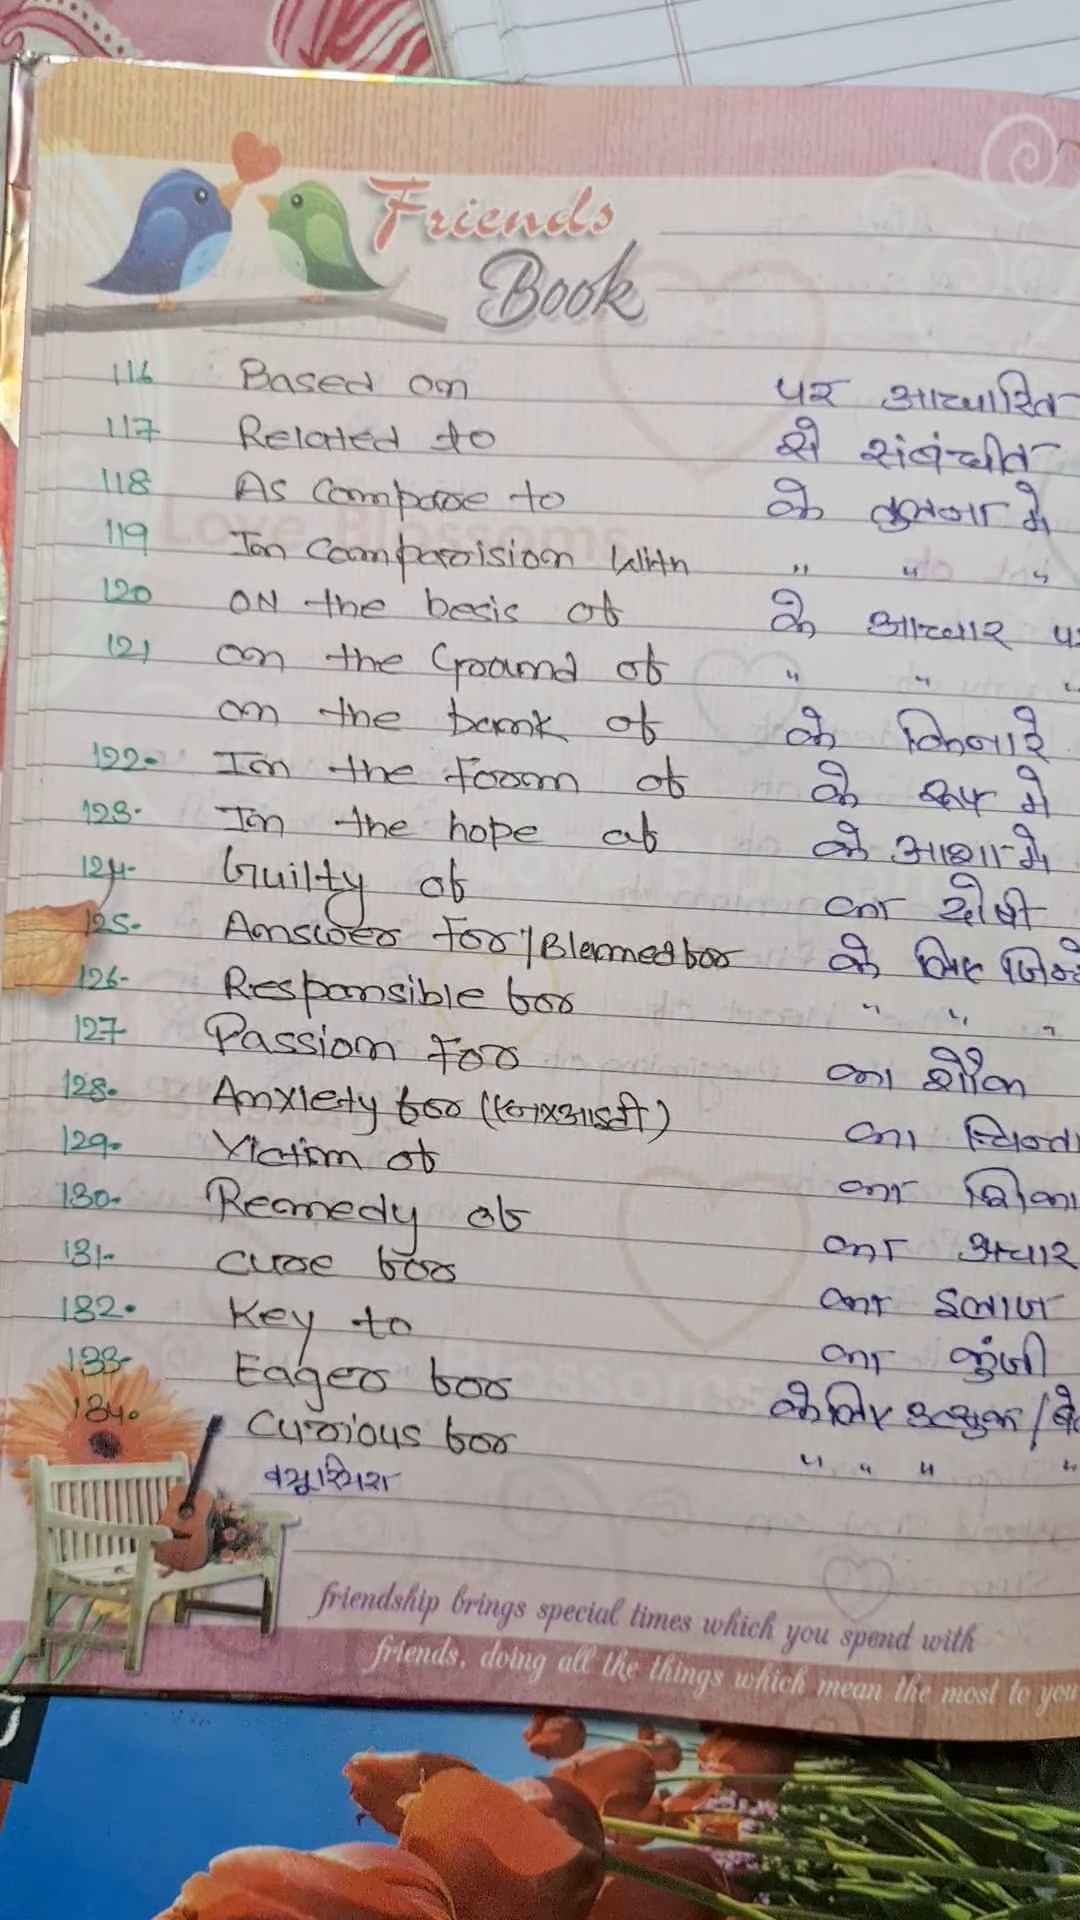 Friends
Book
116 Based on पर आधारित
117 Related to से संबंधीत
118 As Compare to के तुलना मे
119 In Comparision With " " "
120 ON the besis of के आधार पर
121 on the Ground of " " "
on the bank of के किनारे
122. In the form of के रूप मे
123. In the hope of के आशा मे
124. Guilty of का दोषी
125. Answer for/Blamed for के लिए
126. Responsible for " " "
127 Passion for का शौक
128. Anxiety for का
129. Victim of का
130. Remedy of का
131. Cure for का इलाज
132. Key to का कुंजी
133. Eager for के लिए उत्सुक/
134. Curious for " " " "
friendship brings special times which you spend with
friends, doing all the things which mean the most to you